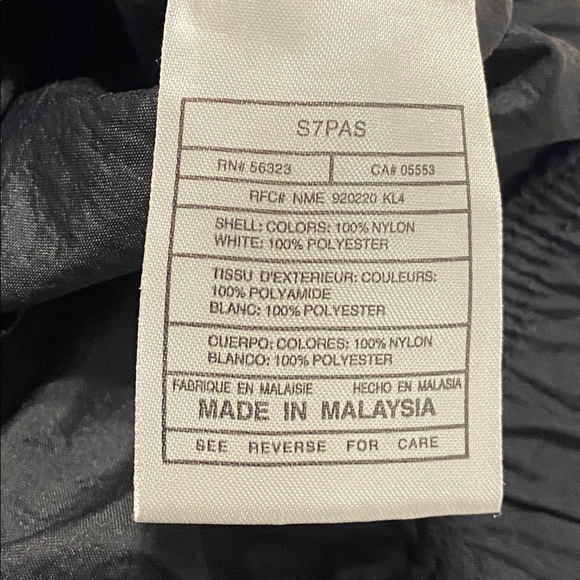 S7PAS
RN# 56323 CA# 05553
RFC# NME 920220 KL4
SHELL: COLORS: 100% NYLON
WHITE: 100% POLYESTER
TISSU D'EXTERIEUR: COULEURS:
100% POLYAMIDE
BLANC: 100% POLYESTER
CUERPO: COLORES: 100% NYLON
BLANCO: 100% POLYESTER
FABRIQUE EN MALAISIE HECHO EN MALASIA
MADE IN MALAYSIA
SEE REVERSE FOR CARE